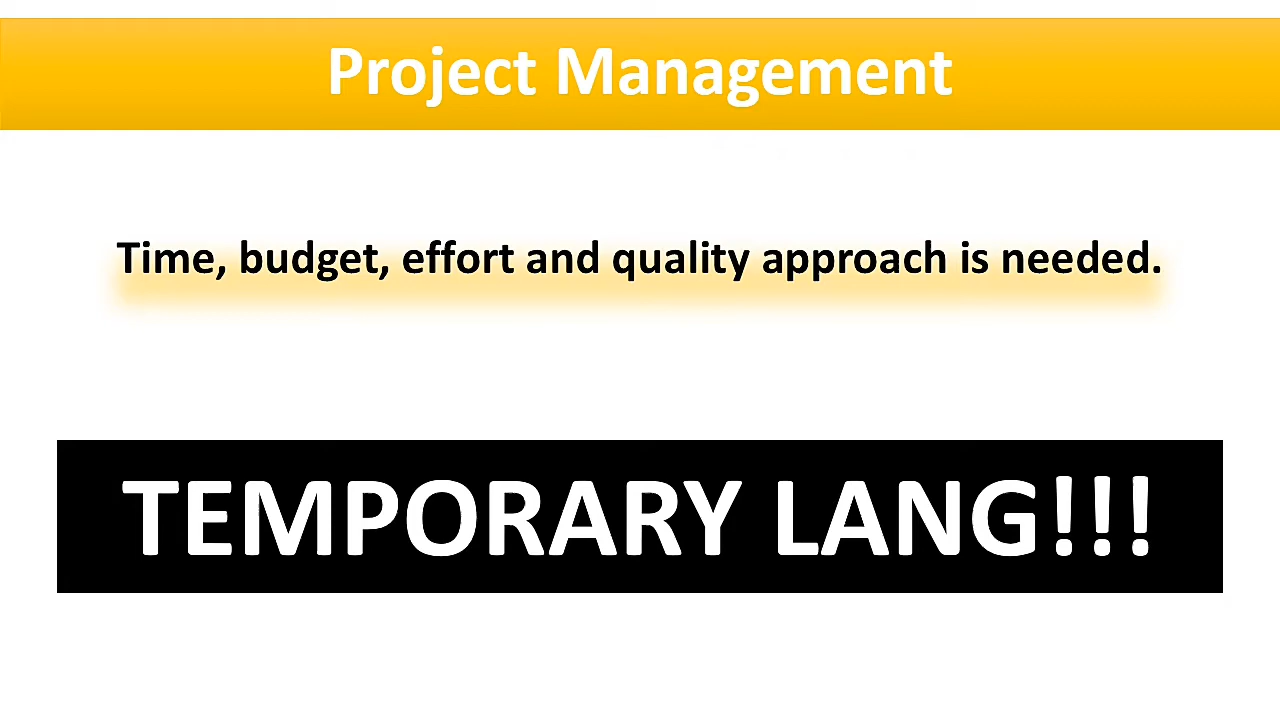 Project Management
Time, budget, effort and quality approach is needed.
TEMPORARY LANG!!!